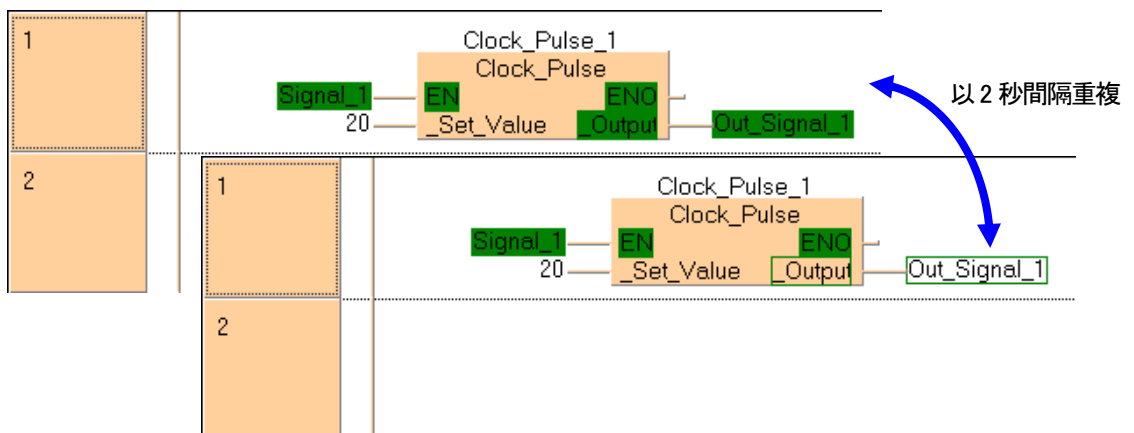 1
Clock_Pulse_1
Clock_Pulse
Signal_1 EN ENO
20 _Set_Value _Output Out_Signal_1
以2秒間隔重複
2
1
Clock_Pulse_1
Clock_Pulse
Signal_1 EN ENO
20 _Set_Value _Output Out_Signal_1
2